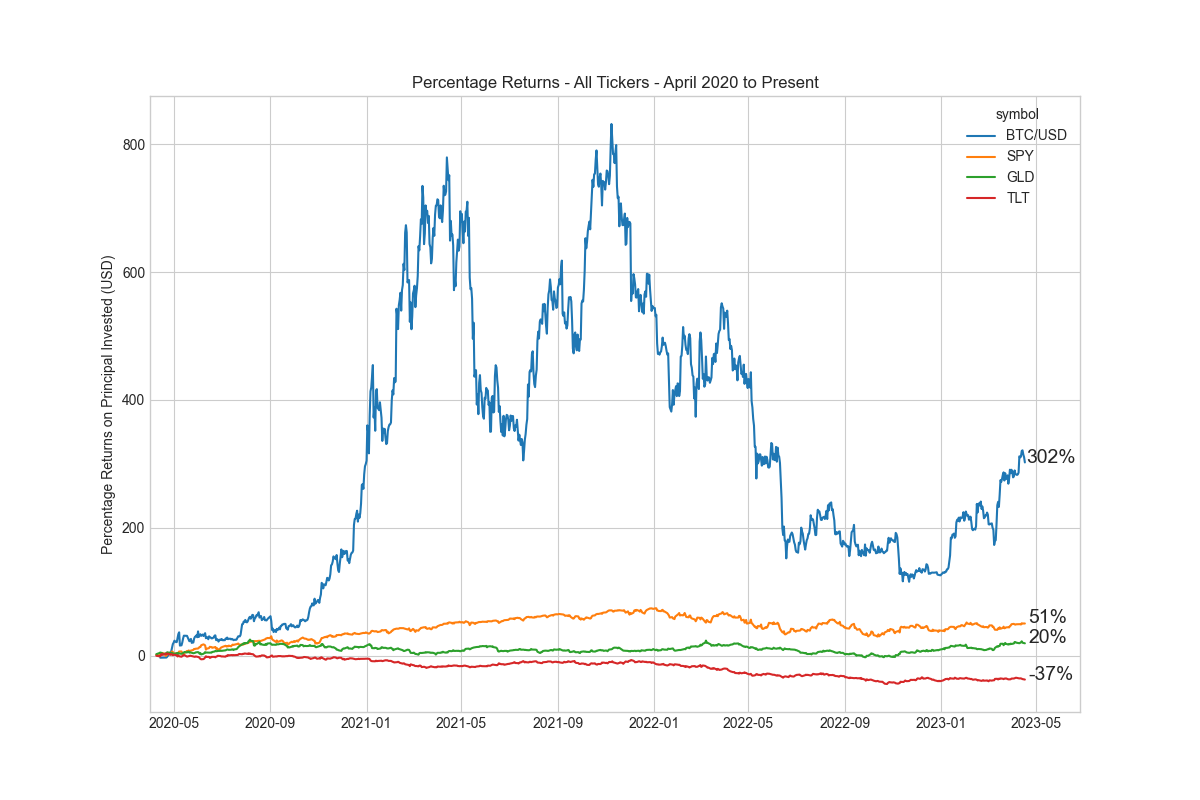 Percentage Returns - All Tickers - April 2020 to Present
symbol
BTC/USD
SPY
GLD
TLT
Percentage Returns on Principal Invested (USD)
800
600
400
200
0
302%
51%
20%
-37%
2020-05 2020-09 2021-01 2021-05 2021-09 2022-01 2022-05 2022-09 2023-01 2023-05